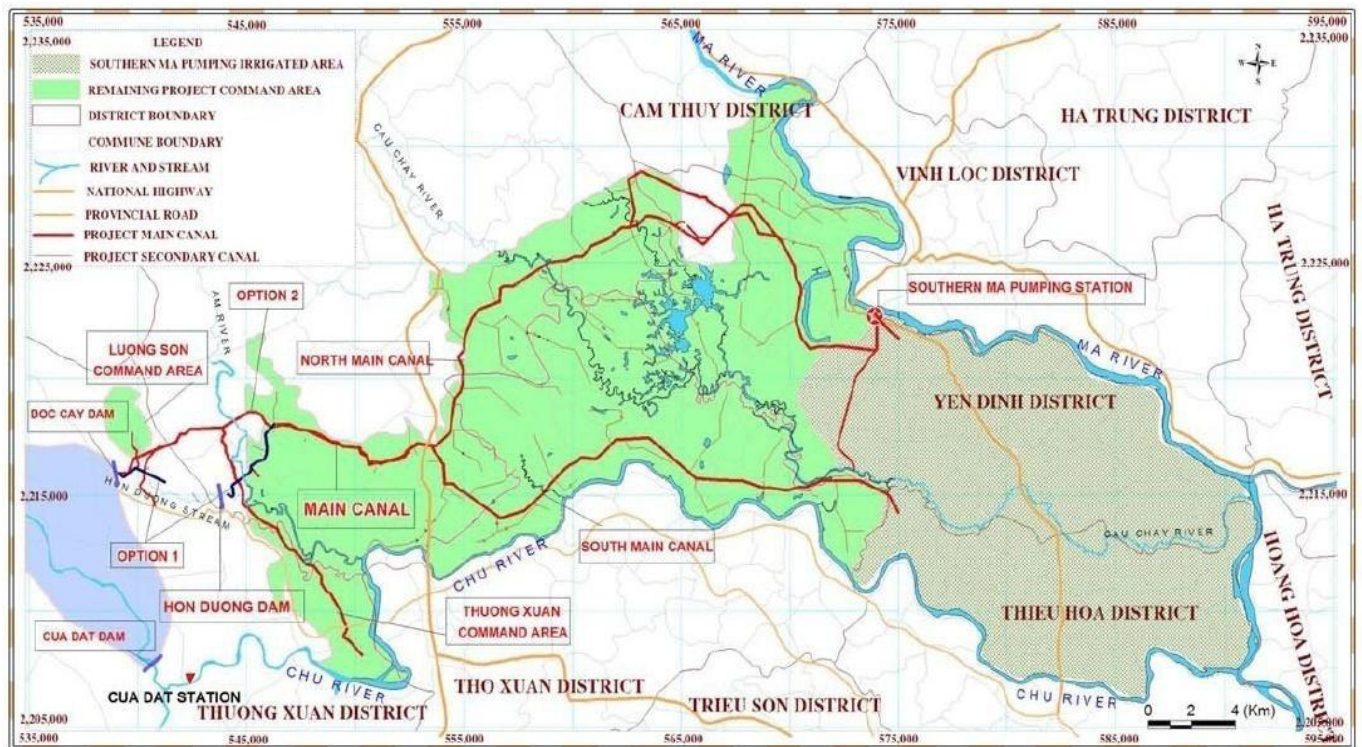 535,000
545,000
555,000
565,000
575,000
585,000
595,000
2,235,000
2,235,000
LEGEND
SOUTHERN MA PUMPING IRRIGATED AREA
REMAINING PROJECT COMMAND AREA
DISTRICT BOUNDARY
COMMUNE BOUNDARY
RIVER AND STREAM
NATIONAL HIGHWAY
PROVINCIAL ROAD
PROJECT MAIN CANAL
PROJECT SECONDARY CANAL
N
W E
S
MA RIVER
CAM THUY DISTRICT
HA TRUNG DISTRICT
CAU CHAY RIVER
VINH LOC DISTRICT
HA TRUNG DISTRICT
2,225,000
2,225,000
OPTION 2
SOUTHERN MA PUMPING STATION
AM RIVER
LUONG SON
COMMAND AREA
NORTH MAIN CANAL
MA RIVER
DOC CAY DAM
YEN DINH DISTRICT
HON DUONG STREAM
2,215,000
2,215,000
MAIN CANAL
OPTION 1
SOUTH MAIN CANAL
CAU CHAY RIVER
CHU RIVER
HOANG HOA DISTRICT
HON DUONG DAM
THUONG XUAN
COMMAND AREA
THIEU HOA DISTRICT
CUA DAT DAM
CHU RIVER
CUA DAT STATION
THO XUAN DISTRICT
TRIEU SON DISTRICT
CHU RIVER
THUONG XUAN DISTRICT
0 2 4 (Km)
2,205,000
2,205,000
535,000
545,000
555,000
565,000
575,000
585,000
595,000